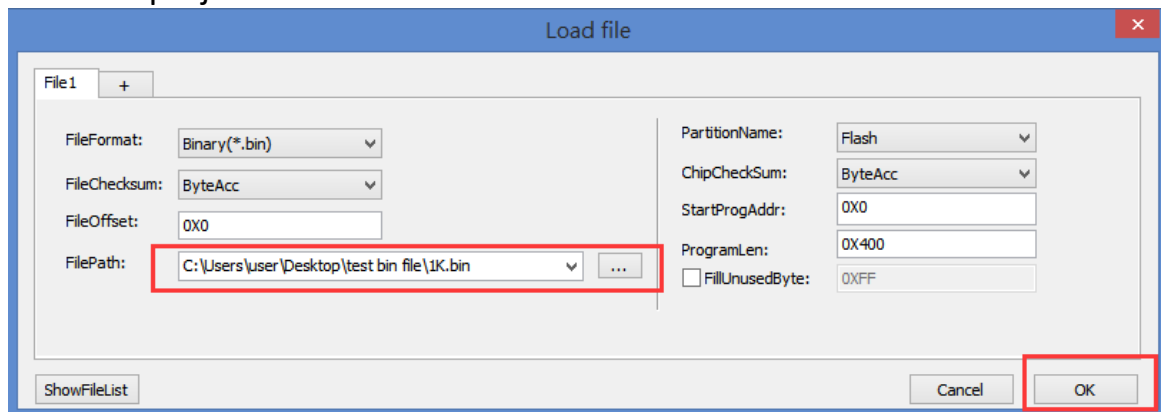 Load file
File1
+
FileFormat:
Binary(*.bin)
FileChecksum:
ByteAcc
FileOffset:
0X0
FilePath:
C:\Users\user\Desktop\test bin file\1K.bin
...
PartitionName:
Flash
ChipCheckSum:
ByteAcc
StartProgAddr:
0X0
ProgramLen:
0X400
FillUnusedByte:
0XFF
ShowFileList
Cancel
OK